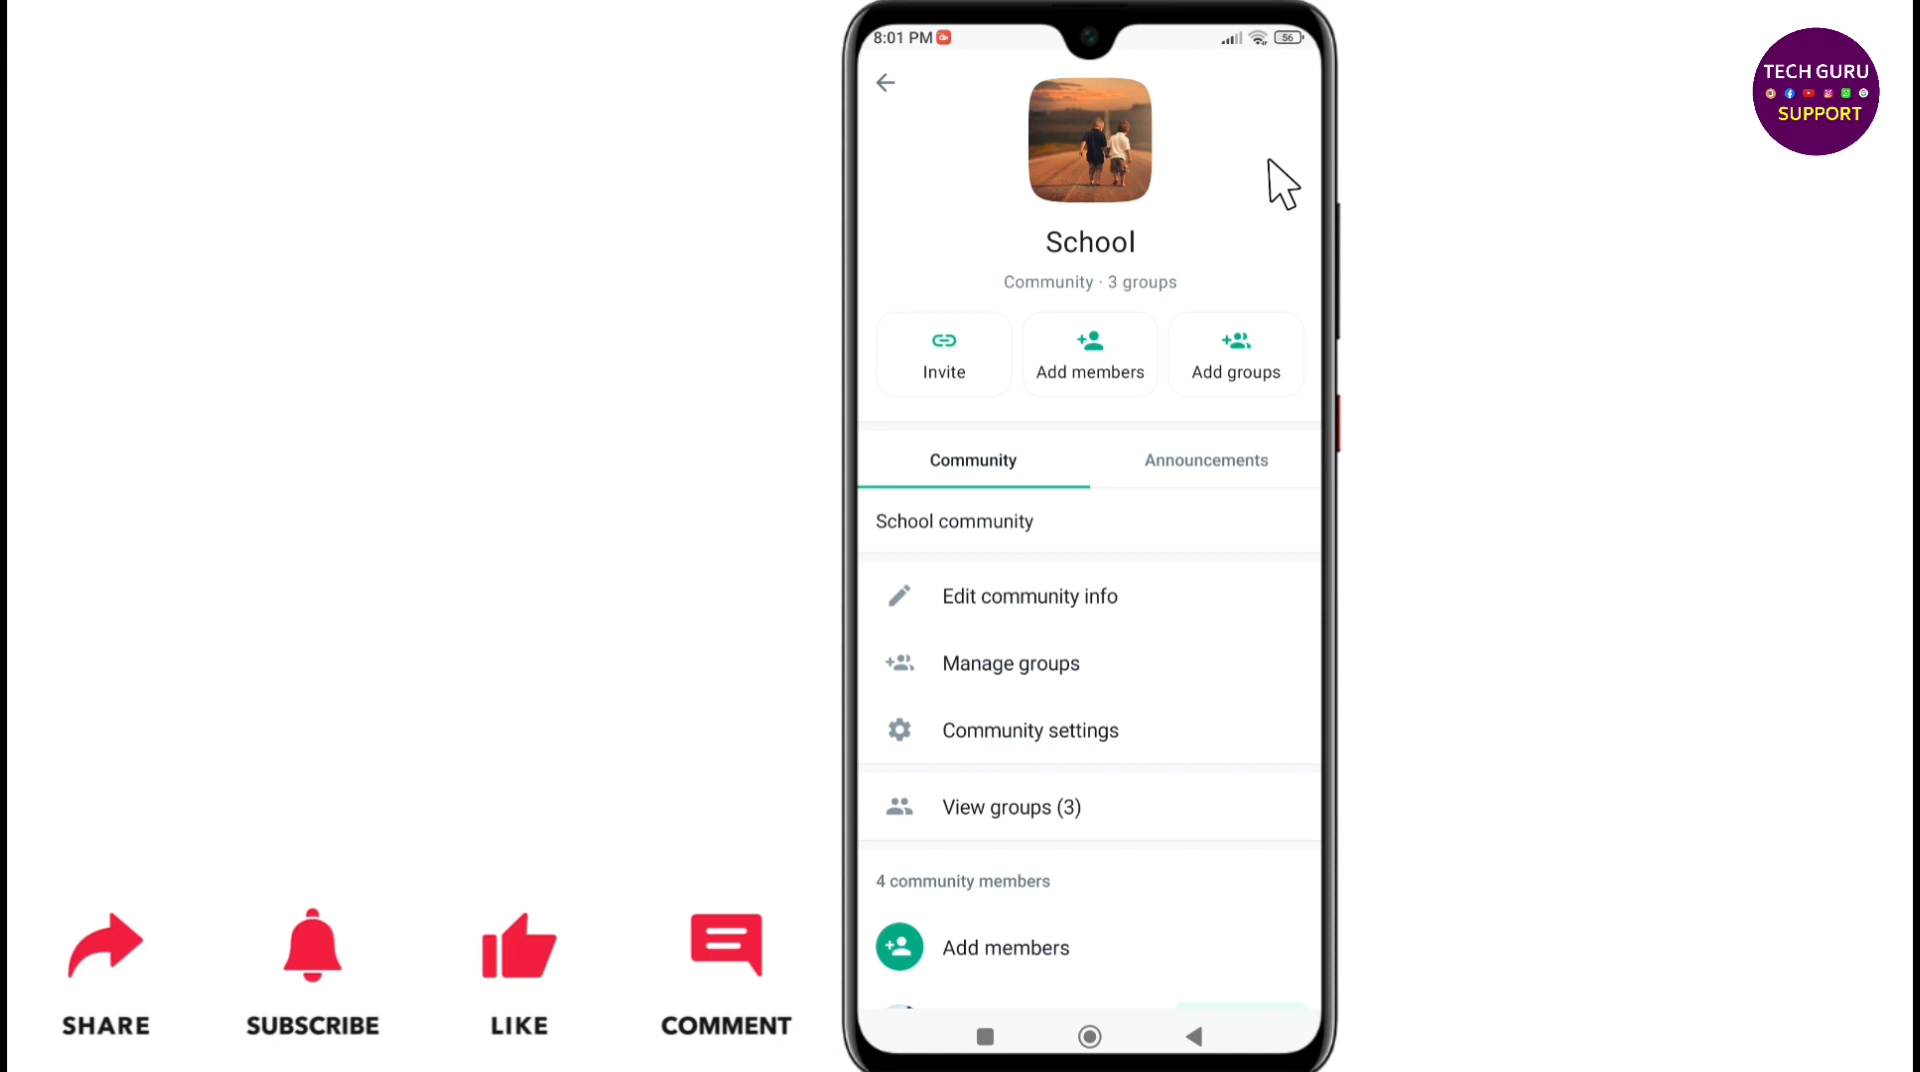 8:01 PM
56
TECH GURU
SUPPORT
School
Community · 3 groups
Invite
Add members
Add groups
Community
Announcements
School community
Edit community info
Manage groups
Community settings
View groups (3)
4 community members
Add members
SHARE
SUBSCRIBE
LIKE
COMMENT